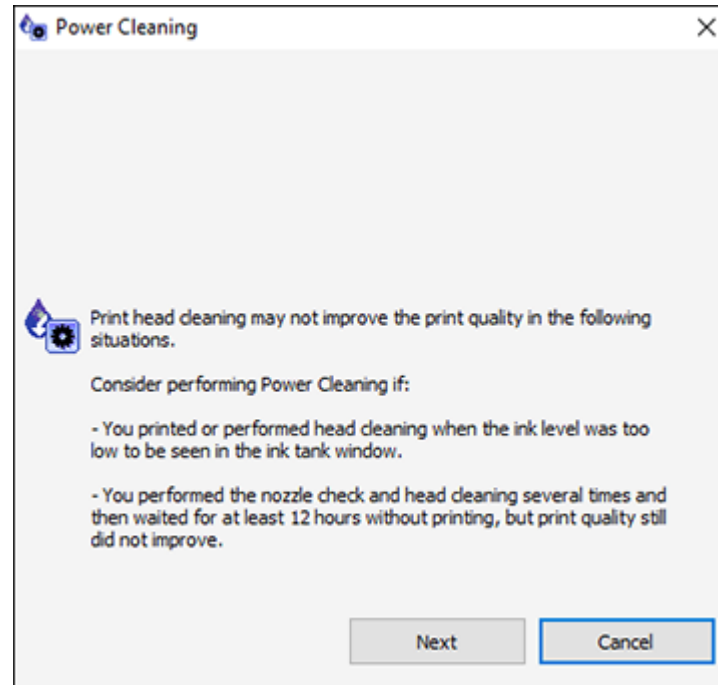 Power Cleaning
Print head cleaning may not improve the print quality in the following
situations.
Consider performing Power Cleaning if:
- You printed or performed head cleaning when the ink level was too
low to be seen in the ink tank window.
- You performed the nozzle check and head cleaning several times and
then waited for at least 12 hours without printing, but print quality still
did not improve.
Next
Cancel